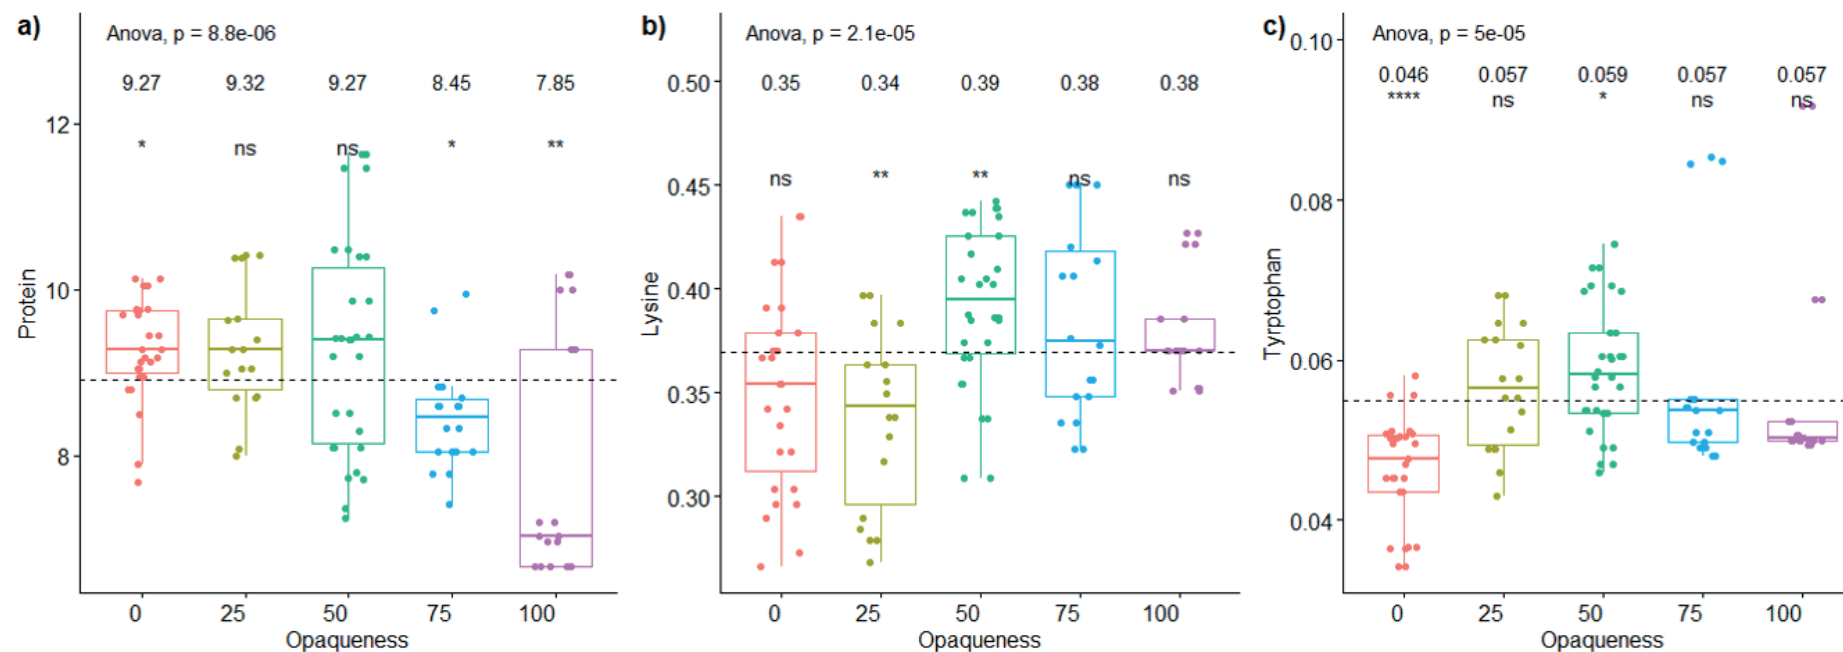 a)
Anova, p = 8.8e-06
9.27 9.32 9.27 8.45 7.85
* ns ns * **
12
10
8
Protein
0 25 50 75 100
Opaqueness
b)
Anova, p = 2.1e-05
0.50
0.35 0.34 0.39 0.38 0.38
ns ** ** ns ns
0.45
0.40
0.35
0.30
Lysine
0 25 50 75 100
Opaqueness
c)
Anova, p = 5e-05
0.10
0.046 0.057 0.059 0.057 0.057
**** ns * ns ns
0.08
0.06
0.04
Tyrptophan
0 25 50 75 100
Opaqueness